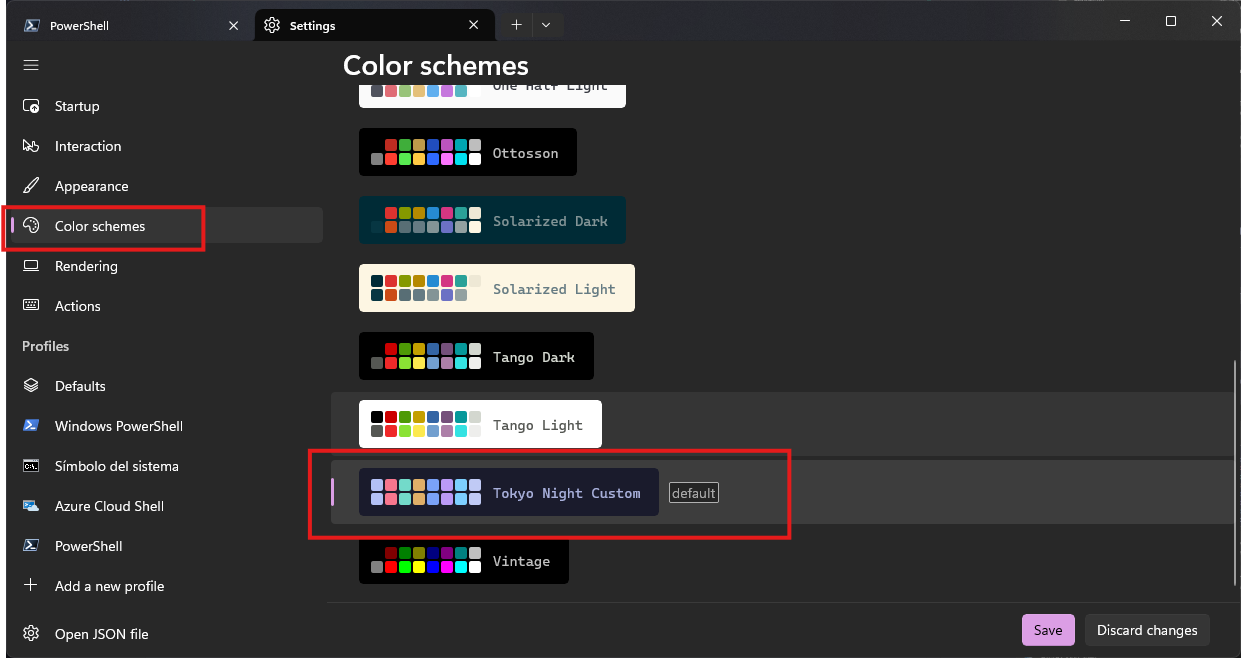 PowerShell
Settings
Color schemes
Startup
Interaction
Appearance
Color schemes
Rendering
Actions
Profiles
Defaults
Windows PowerShell
Símbolo del sistema
Azure Cloud Shell
PowerShell
Add a new profile
Open JSON file
One Half Light
Ottosson
Solarized Dark
Solarized Light
Tango Dark
Tango Light
Tokyo Night Custom default
Vintage
Save Discard changes